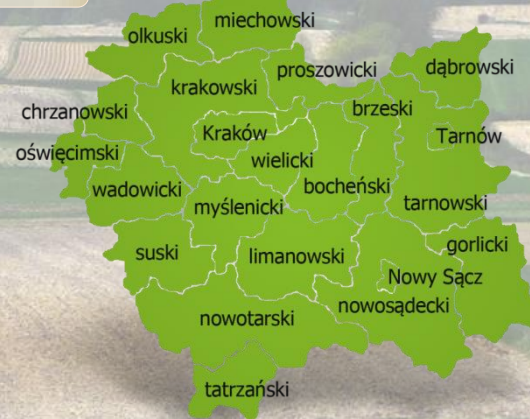 miechowski
olkuski
proszowicki
dąbrowski
krakowski
chrzanowski
brzeski
Kraków
Tarnów
oświęcimski
wielicki
wadowicki
bocheński
myślenicki
tarnowski
suski
limanowski
gorlicki
Nowy Sącz
nowosądecki
nowotarski
tatrzański